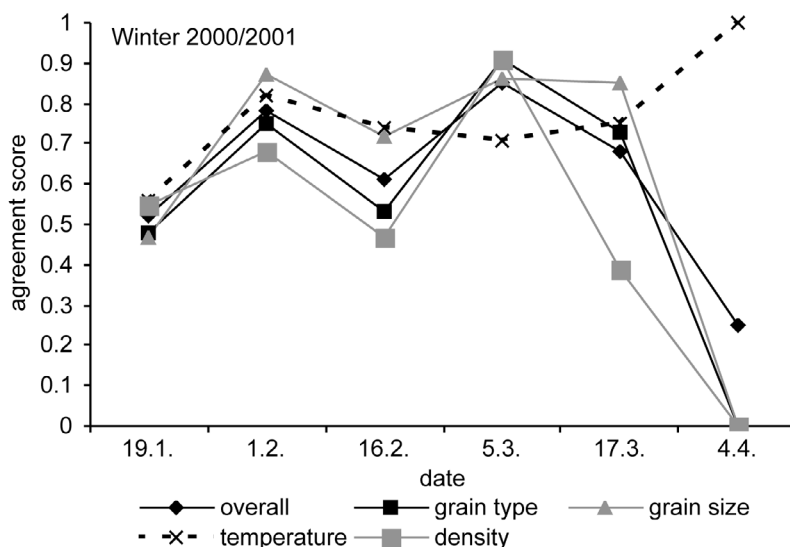 Winter 2000/2001
agreement score
1
0.9
0.8
0.7
0.6
0.5
0.4
0.3
0.2
0.1
0
19.1. 1.2. 16.2. 5.3. 17.3. 4.4.
date
overall grain type grain size
temperature density